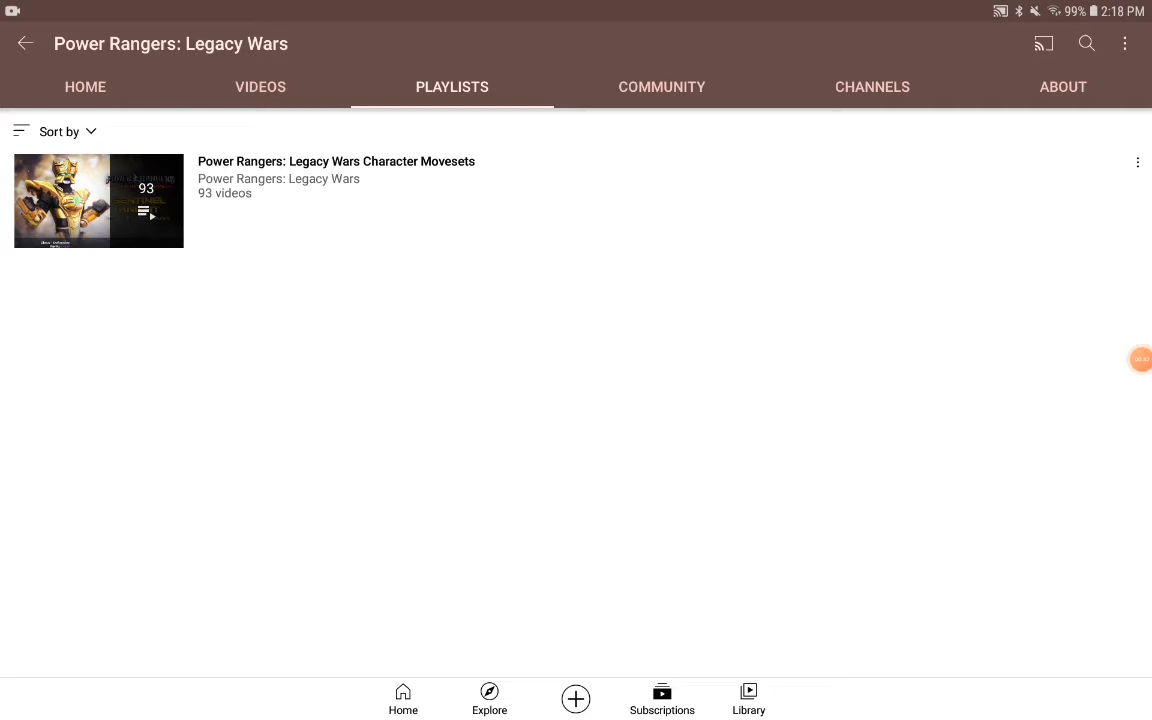 99% 2:18 PM
Power Rangers: Legacy Wars
HOME VIDEOS PLAYLISTS COMMUNITY CHANNELS ABOUT
Sort by
93
Power Rangers: Legacy Wars Character Movesets
Power Rangers: Legacy Wars
93 videos
Home Explore Subscriptions Library